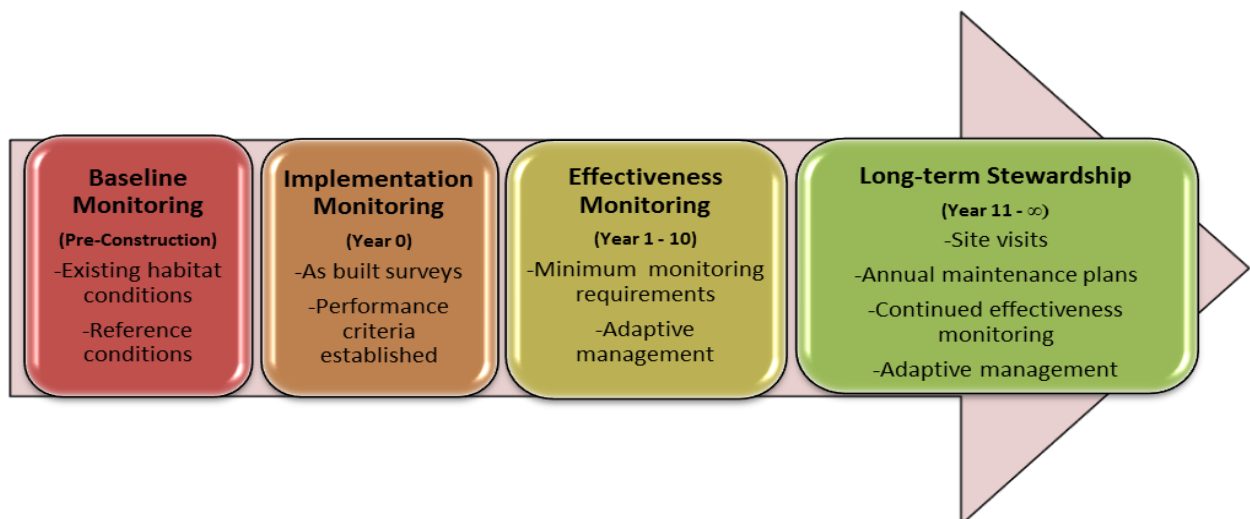 Baseline
Monitoring
(Pre-Construction)
-Existing habitat
conditions
-Reference
conditions
Implementation
Monitoring
(Year 0)
-As built surveys
-Performance
criteria
established
Effectiveness
Monitoring
(Year 1 - 10)
-Minimum monitoring
requirements
-Adaptive
management
Long-term Stewardship
(Year 11 - ∞)
-Site visits
-Annual maintenance plans
-Continued effectiveness
monitoring
-Adaptive management